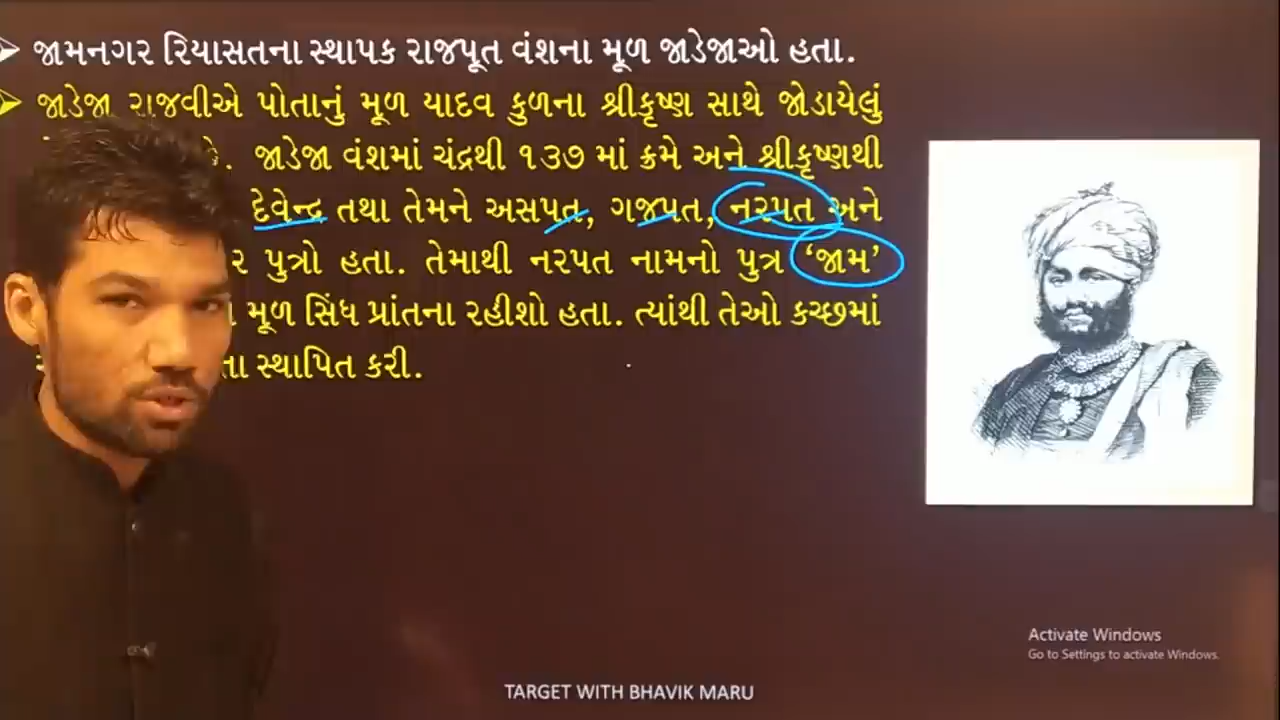 જામનગર રિયાસતના સ્થાપક રાજપૂત વંશના મૂળ જાડેજાઓ હતા.
જાડેજા રાજવીએ પોતાનું મૂળ યાદવ કુળના શ્રીકૃષ્ણ સાથે જોડાયેલું
જાડેજા વંશમાં ચંદ્રથી ૧૩૭ માં ક્રમે અને શ્રીકૃષ્ણથી
દેવેન્દ્ર તથા તેમને અસપત, ગજપત, નરપત અને
પુત્રો હતા. તેમાથી નરપત નામનો પુત્ર ‘જામ’
મૂળ સિંધ પ્રાંતના રહીશો હતા. ત્યાંથી તેઓ કચ્છમાં
સ્થાપિત કરી.
Activate Windows
Go to Settings to activate Windows.
TARGET WITH BHAVIK MARU